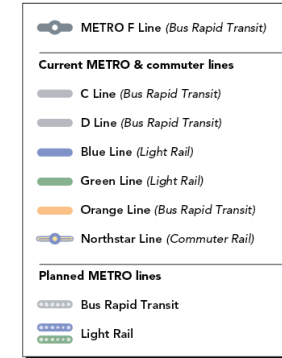 METRO F Line (Bus Rapid Transit)
Current METRO & commuter lines
C Line (Bus Rapid Transit)
D Line (Bus Rapid Transit)
Blue Line (Light Rail)
Green Line (Light Rail)
Orange Line (Bus Rapid Transit)
Northstar Line (Commuter Rail)
Planned METRO lines
Bus Rapid Transit
Light Rail